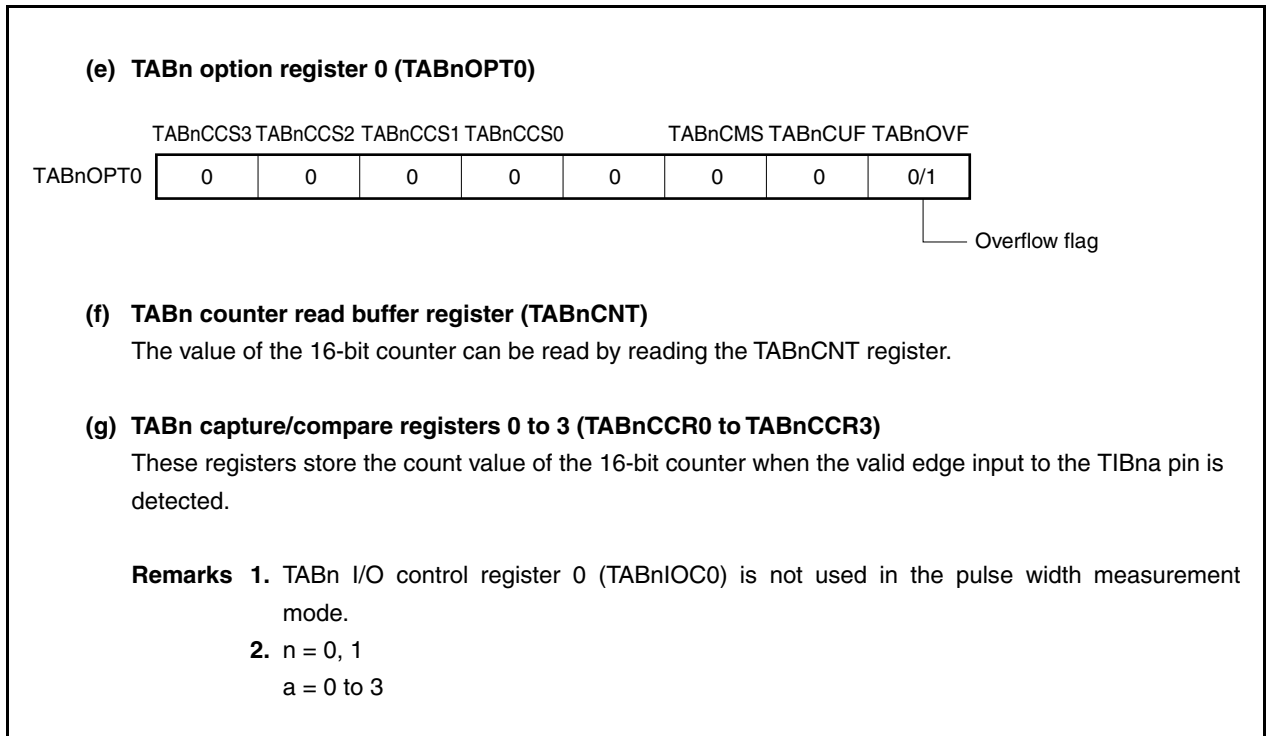 (e) TABn option register 0 (TABnOPT0)
TABnCCS3 TABnCCS2 TABnCCS1 TABnCCS0 TABnCMS TABnCUF TABnOVF
TABnOPT0 0 0 0 0 0 0 0 0/1
Overflow flag
(f) TABn counter read buffer register (TABnCNT)
The value of the 16-bit counter can be read by reading the TABnCNT register.
(g) TABn capture/compare registers 0 to 3 (TABnCCR0 to TABnCCR3)
These registers store the count value of the 16-bit counter when the valid edge input to the TIBna pin is
detected.
Remarks 1. TABn I/O control register 0 (TABnIOC0) is not used in the pulse width measurement
mode.
2. n = 0, 1
a = 0 to 3